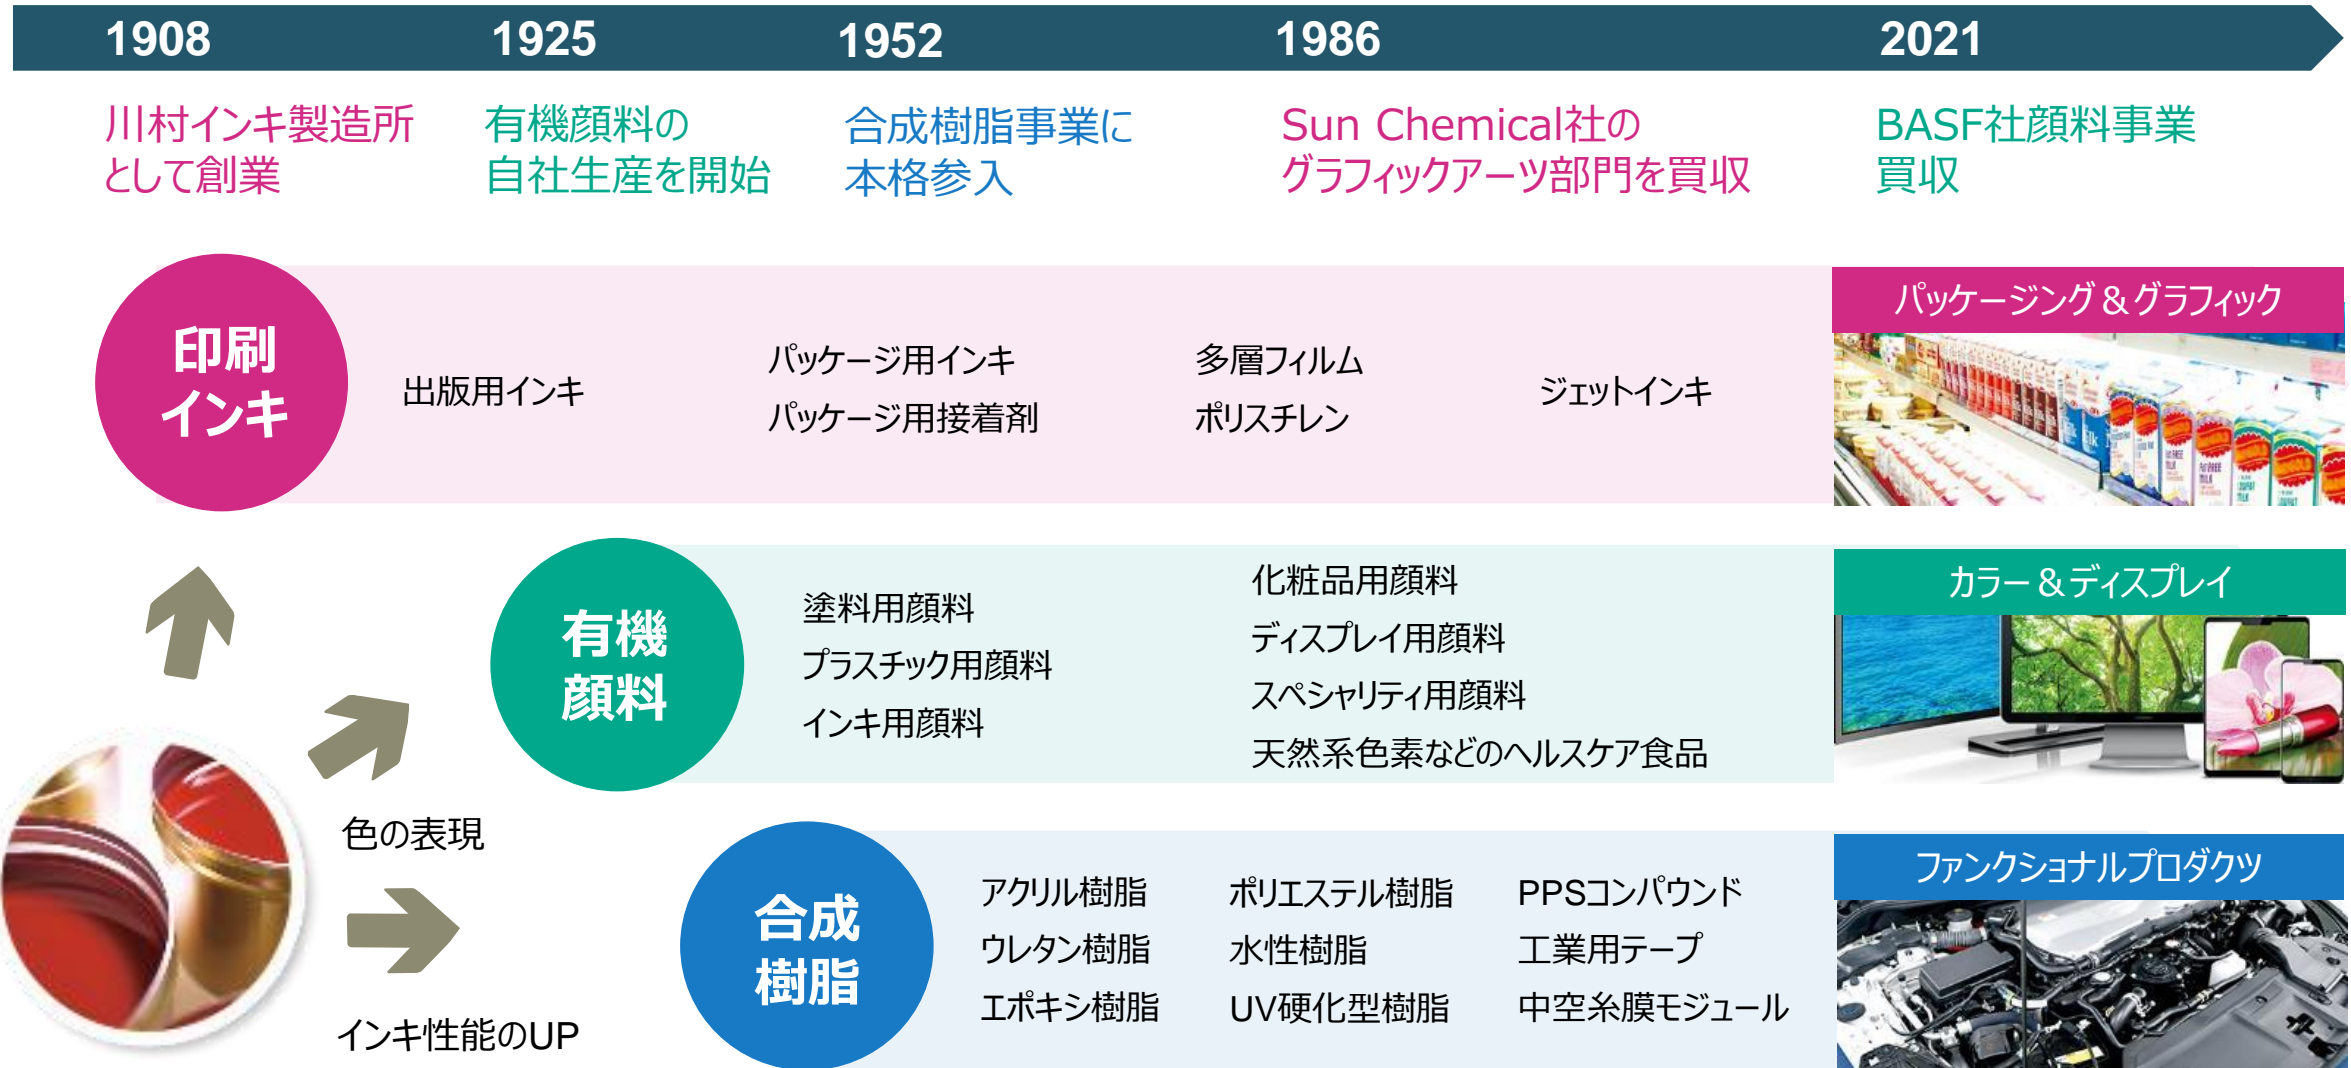 1908
1925
1952
1986
2021
川村インキ製造所
として創業
有機顔料の
自社生産を開始
合成樹脂事業に
本格参入
Sun Chemical社の
グラフィックアーツ部門を買収
BASF社顔料事業
買収
印刷
インキ
出版用インキ
パッケージ用インキ
パッケージ用接着剤
多層フィルム
ポリスチレン
ジェットインキ
パッケージング&グラフィック
有機
顔料
塗料用顔料
プラスチック用顔料
インキ用顔料
化粧品用顔料
ディスプレイ用顔料
スペシャリティ用顔料
天然系色素などのヘルスケア食品
カラー&ディスプレイ
色の表現
インキ性能のUP
合成
樹脂
アクリル樹脂
ウレタン樹脂
エポキシ樹脂
ポリエステル樹脂
水性樹脂
UV硬化型樹脂
PPSコンパウンド
工業用テープ
中空糸膜モジュール
ファンクショナルプロダクツ